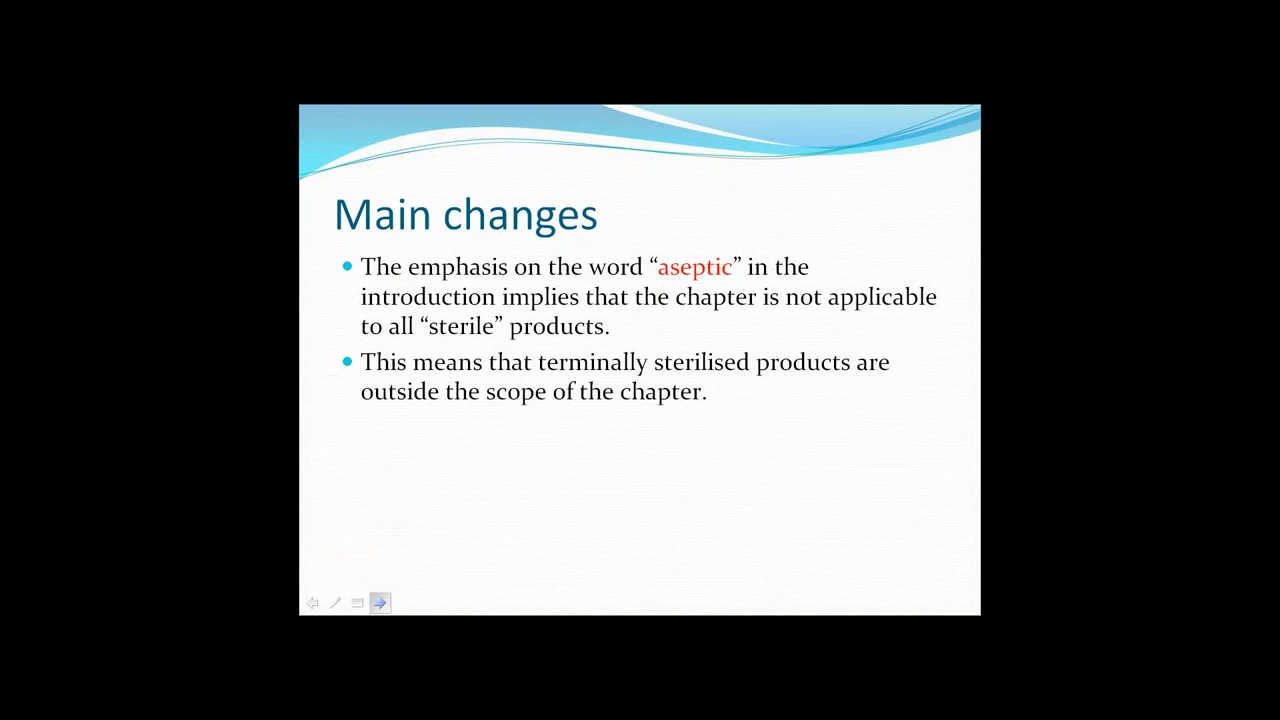 Main changes
The emphasis on the word “aseptic” in the
introduction implies that the chapter is not applicable
to all “sterile” products.
This means that terminally sterilised products are
outside the scope of the chapter.